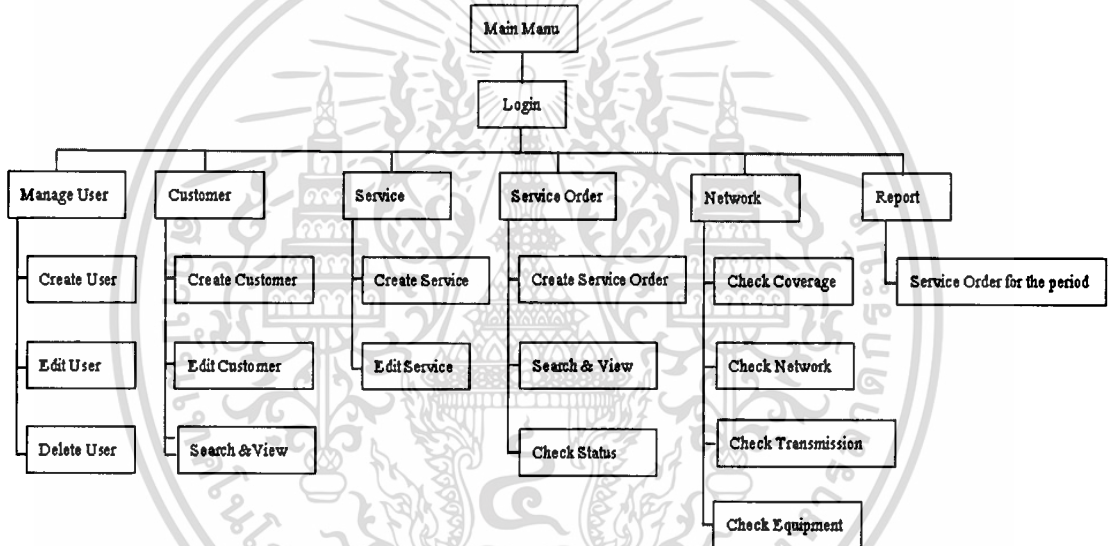 Main Manu
Login
Manage User
Customer
Service
Service Order
Network
Report
Create User
Create Customer
Create Service
Create Service Order
Check Coverage
Service Order for the period
Edit User
Edit Customer
Edit Service
Search & View
Check Network
Delete User
Search &View
Check Status
Check Transmission
Check Equipment